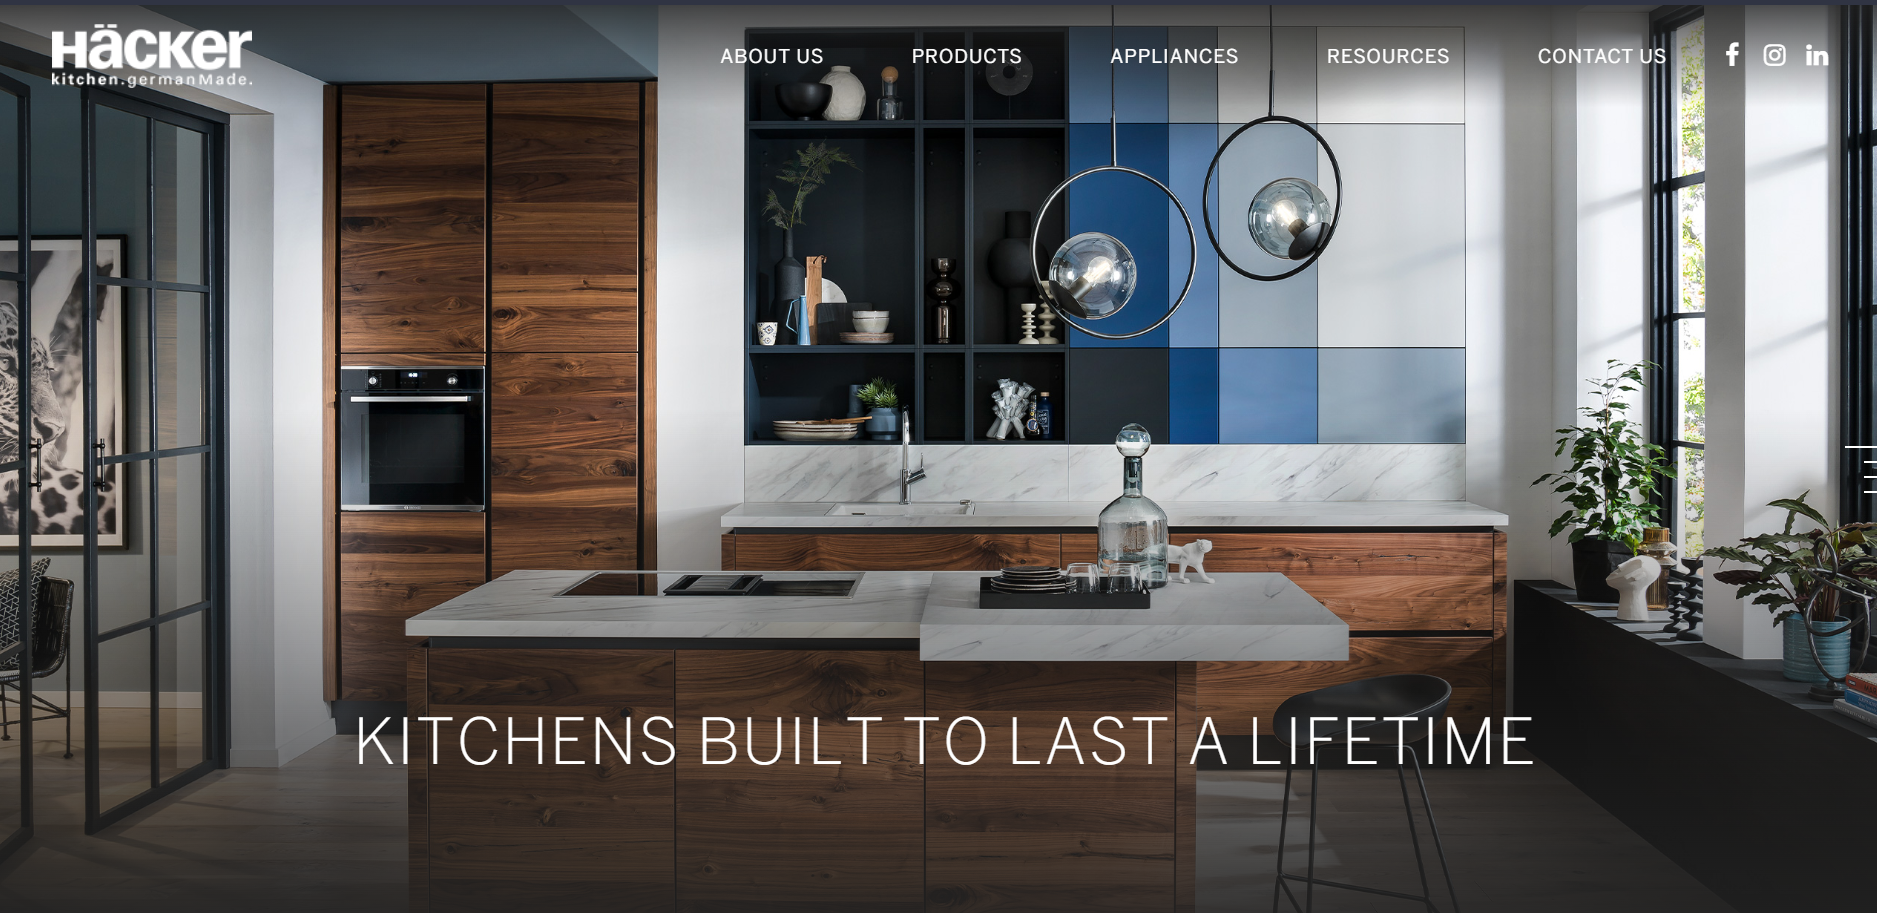 Häcker
kitchen.germanMade.
ABOUT US
PRODUCTS
APPLIANCES
RESOURCES
CONTACT US
KITCHENS BUILT TO LAST A LIFETIME